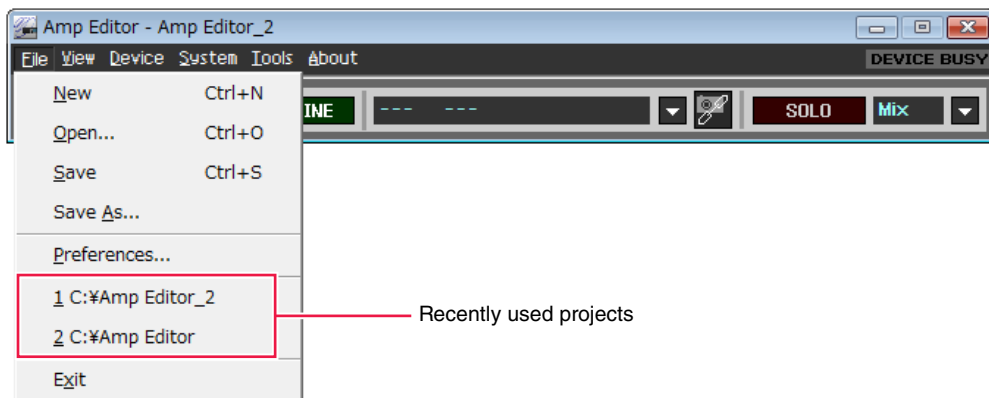 Amp Editor - Amp Editor_2
File View Device System Tools About DEVICE BUSY
New Ctrl+N
INE --- --- SOLO Mix
Open... Ctrl+O
Save Ctrl+S
Save As...
Preferences...
1 C:¥Amp Editor_2
Recently used projects
2 C:¥Amp Editor
Exit